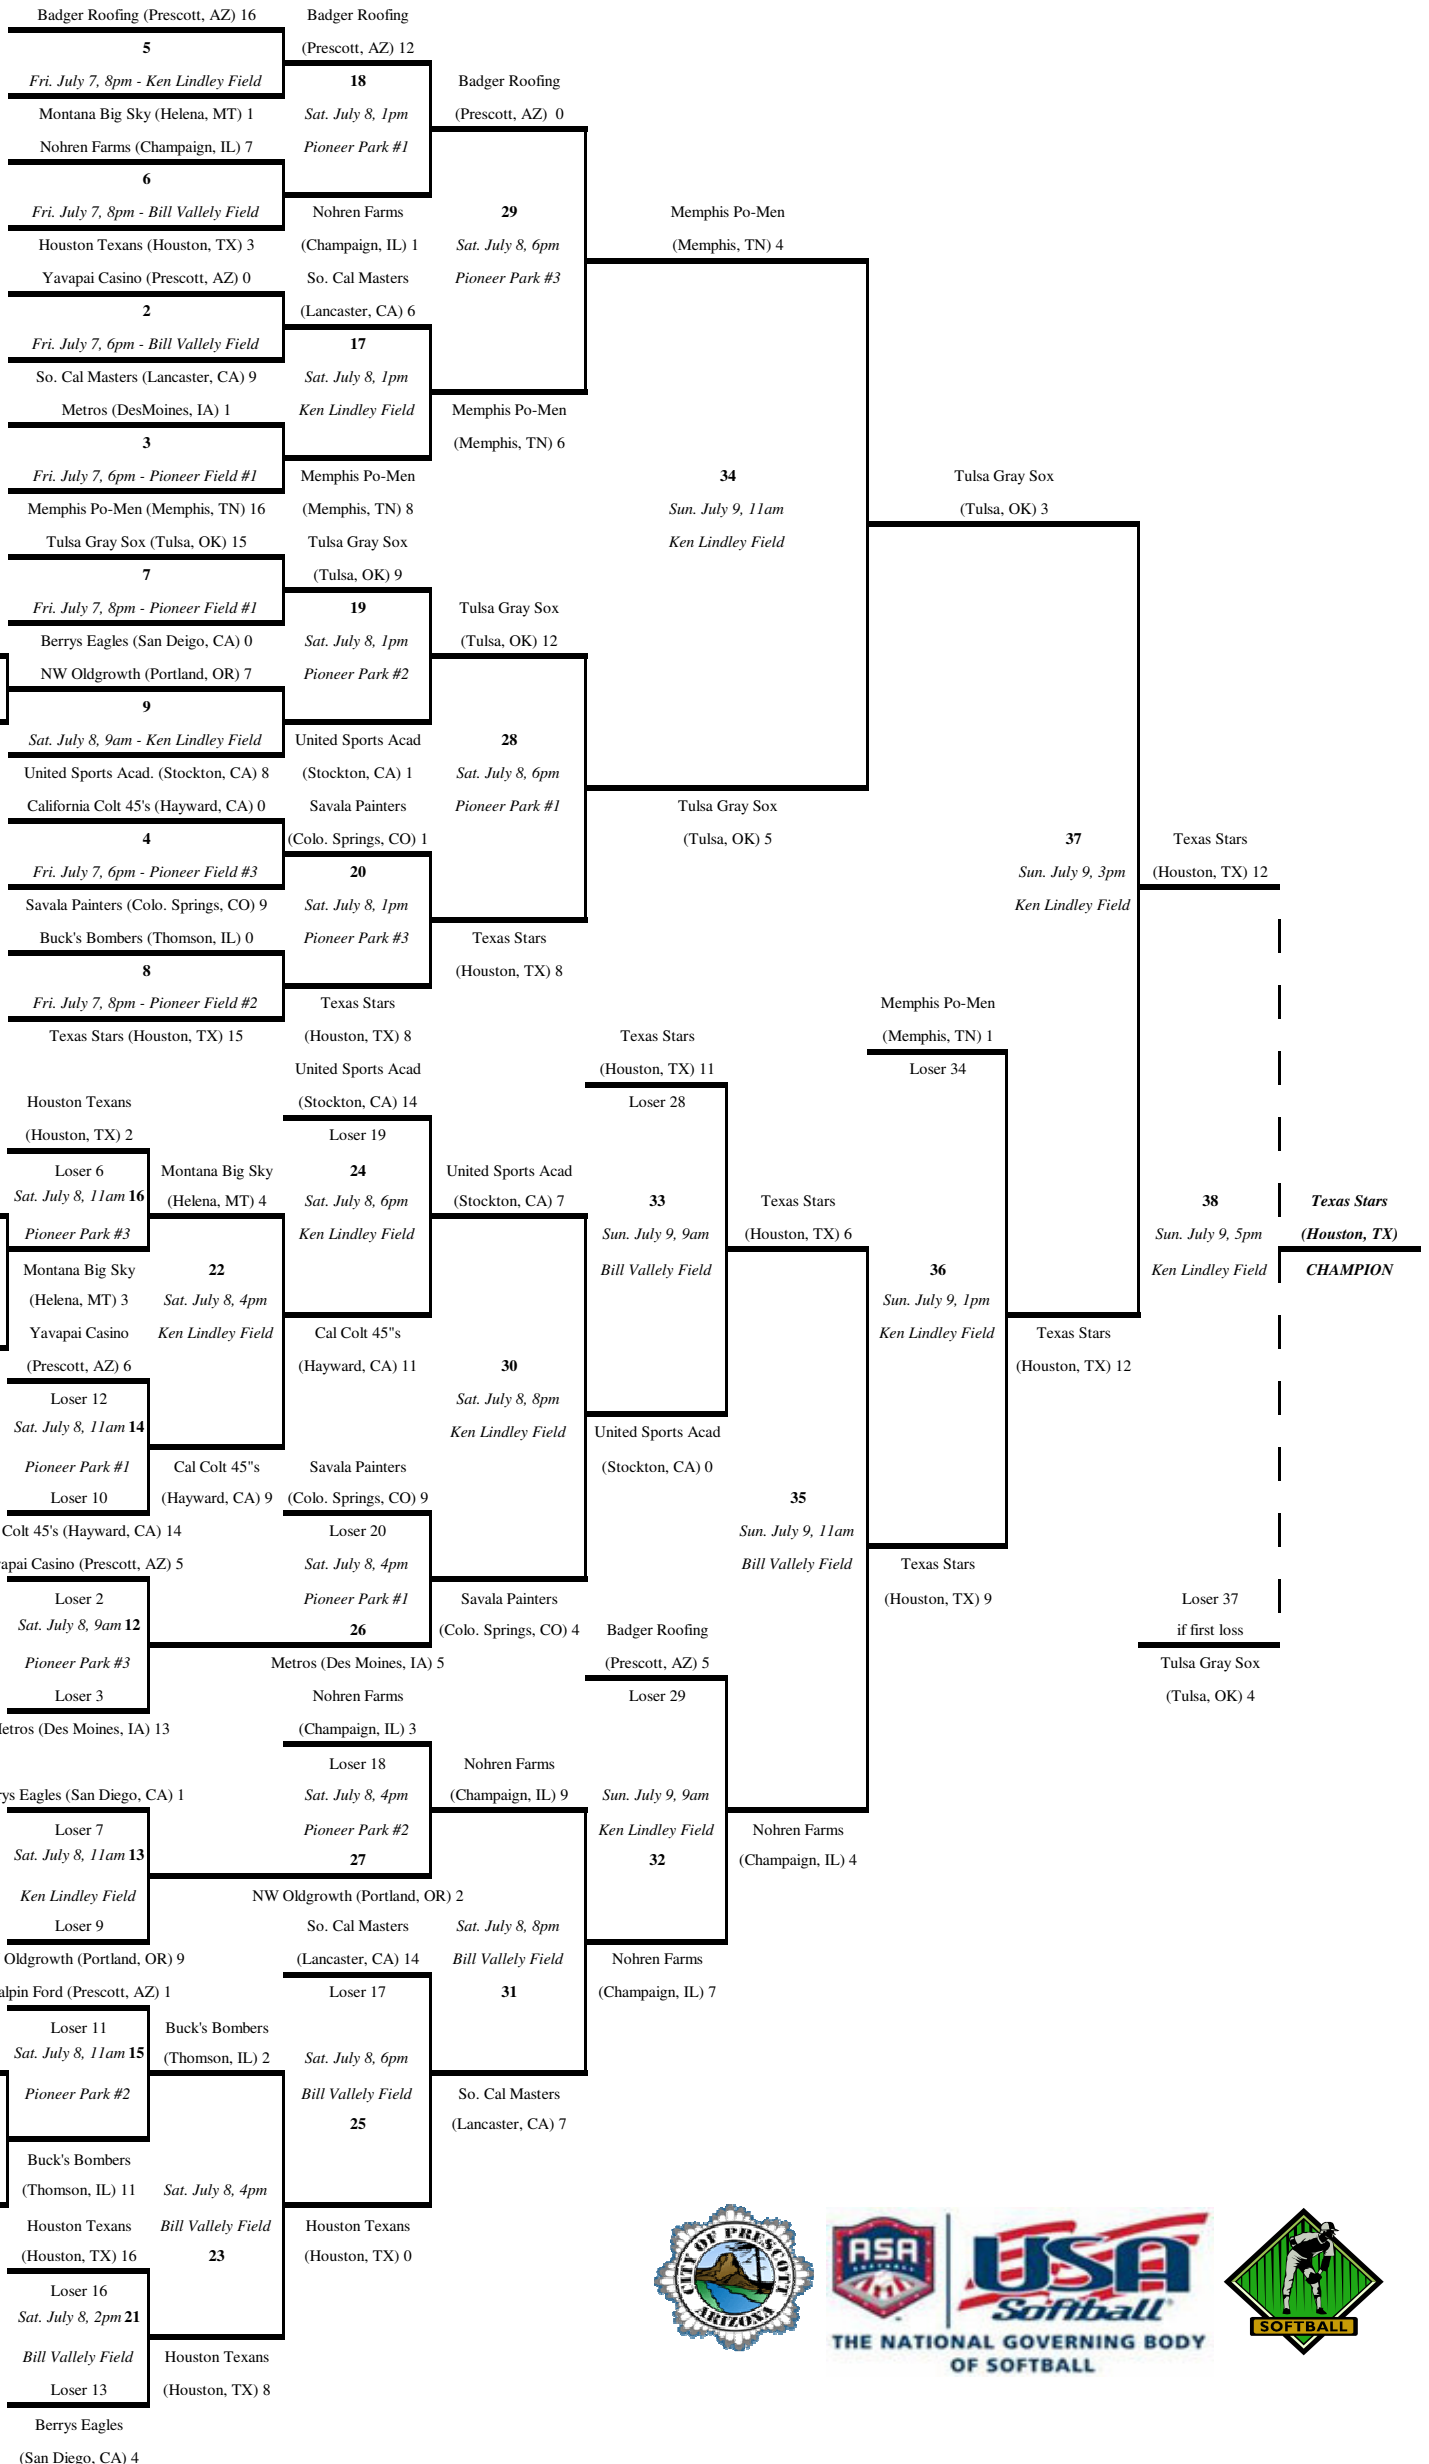 Badger Roofing (Prescott, AZ) 16
5
Fri. July 7, 8pm - Ken Lindley Field
Montana Big Sky (Helena, MT) 1
Nohren Farms (Champaign, IL) 7
6
Fri. July 7, 8pm - Bill Vallely Field
Houston Texans (Houston, TX) 3
Yavapai Casino (Prescott, AZ) 0
2
Fri. July 7, 6pm - Bill Vallely Field
So. Cal Masters (Lancaster, CA) 9
Metros (DesMoines, IA) 1
3
Fri. July 7, 6pm - Pioneer Field #1
Memphis Po-Men (Memphis, TN) 16
Tulsa Gray Sox (Tulsa, OK) 15
7
Fri. July 7, 8pm - Pioneer Field #1
Berrys Eagles (San Deigo, CA) 0
NW Oldgrowth (Portland, OR) 7
9
Sat. July 8, 9am - Ken Lindley Field
United Sports Acad. (Stockton, CA) 8
California Colt 45's (Hayward, CA) 0
4
Fri. July 7, 6pm - Pioneer Field #3
Savala Painters (Colo. Springs, CO) 9
Buck's Bombers (Thomson, IL) 0
8
Fri. July 7, 8pm - Pioneer Field #2
Texas Stars (Houston, TX) 15
Badger Roofing
(Prescott, AZ) 12
18
Sat. July 8, 1pm
Pioneer Park #1
Nohren Farms
(Champaign, IL) 1
So. Cal Masters
(Lancaster, CA) 6
17
Sat. July 8, 1pm
Ken Lindley Field
Memphis Po-Men
(Memphis, TN) 8
Tulsa Gray Sox
(Tulsa, OK) 9
19
Sat. July 8, 1pm
Pioneer Park #2
United Sports Acad
(Stockton, CA) 1
Savala Painters
(Colo. Springs, CO) 1
20
Sat. July 8, 1pm
Pioneer Park #3
Texas Stars
(Houston, TX) 8
Badger Roofing
(Prescott, AZ) 0
29
Sat. July 8, 6pm
Pioneer Park #3
Memphis Po-Men
(Memphis, TN) 6
Tulsa Gray Sox
(Tulsa, OK) 12
28
Sat. July 8, 6pm
Pioneer Park #1
Texas Stars
(Houston, TX) 8
Memphis Po-Men
(Memphis, TN) 4
34
Sun. July 9, 11am
Ken Lindley Field
Tulsa Gray Sox
(Tulsa, OK) 5
Tulsa Gray Sox
(Tulsa, OK) 3
37
Sun. July 9, 3pm
Ken Lindley Field
Texas Stars
(Houston, TX) 12
Houston Texans
(Houston, TX) 2
Loser 6
Sat. July 8, 11am 16
Pioneer Park #3
Montana Big Sky
(Helena, MT) 3
Yavapai Casino
(Prescott, AZ) 6
Loser 12
Sat. July 8, 11am 14
Pioneer Park #1
Loser 10
Colt 45's (Hayward, CA) 14
apai Casino (Prescott, AZ) 5
Loser 2
Sat. July 8, 9am 12
Pioneer Park #3
Loser 3
etros (Des Moines, IA) 13
Montana Big Sky
(Helena, MT) 4
22
Sat. July 8, 4pm
Ken Lindley Field
Cal Colt 45"s
(Hayward, CA) 9
United Sports Acad
(Stockton, CA) 14
Loser 19
24
Sat. July 8, 6pm
Ken Lindley Field
Cal Colt 45"s
(Hayward, CA) 11
Savala Painters
(Colo. Springs, CO) 9
Loser 20
Sat. July 8, 4pm
Pioneer Park #1
26
Metros (Des Moines, IA) 5
United Sports Acad
(Stockton, CA) 7
30
Sat. July 8, 8pm
Ken Lindley Field
Savala Painters
(Colo. Springs, CO) 4
Texas Stars
(Houston, TX) 11
Loser 28
33
Sun. July 9, 9am
Bill Vallely Field
United Sports Acad
(Stockton, CA) 0
Texas Stars
(Houston, TX) 6
35
Sun. July 9, 11am
Bill Vallely Field
Memphis Po-Men
(Memphis, TN) 1
Loser 34
36
Sun. July 9, 1pm
Ken Lindley Field
Texas Stars
(Houston, TX) 9
Texas Stars
(Houston, TX) 12
38
Sun. July 9, 5pm
Ken Lindley Field
Loser 37
if first loss
Tulsa Gray Sox
(Tulsa, OK) 4
Texas Stars
(Houston, TX)
CHAMPION
rys Eagles (San Diego, CA) 1
Loser 7
Sat. July 8, 11am 13
Ken Lindley Field
Loser 9
Oldgrowth (Portland, OR) 9
alpin Ford (Prescott, AZ) 1
Loser 11
Sat. July 8, 11am 15
Pioneer Park #2
Buck's Bombers
(Thomson, IL) 11
Houston Texans
(Houston, TX) 16
Loser 16
Sat. July 8, 2pm 21
Bill Vallely Field
Loser 13
Berrys Eagles
(San Diego, CA) 4
Buck's Bombers
(Thomson, IL) 2
Sat. July 8, 4pm
Bill Vallely Field
23
Houston Texans
(Houston, TX) 8
Nohren Farms
(Champaign, IL) 3
Loser 18
Sat. July 8, 4pm
Pioneer Park #2
27
NW Oldgrowth (Portland, OR) 2
So. Cal Masters
(Lancaster, CA) 14
Loser 17
Sat. July 8, 6pm
Bill Vallely Field
25
Houston Texans
(Houston, TX) 0
Nohren Farms
(Champaign, IL) 9
Sat. July 8, 8pm
Bill Vallely Field
31
So. Cal Masters
(Lancaster, CA) 7
Badger Roofing
(Prescott, AZ) 5
Loser 29
Sun. July 9, 9am
Ken Lindley Field
32
Nohren Farms
(Champaign, IL) 7
Nohren Farms
(Champaign, IL) 4
CITY OF PRESCOTT
ARIZONA
ASA
USA
Softball
THE NATIONAL GOVERNING BODY
OF SOFTBALL
SOFTBALL